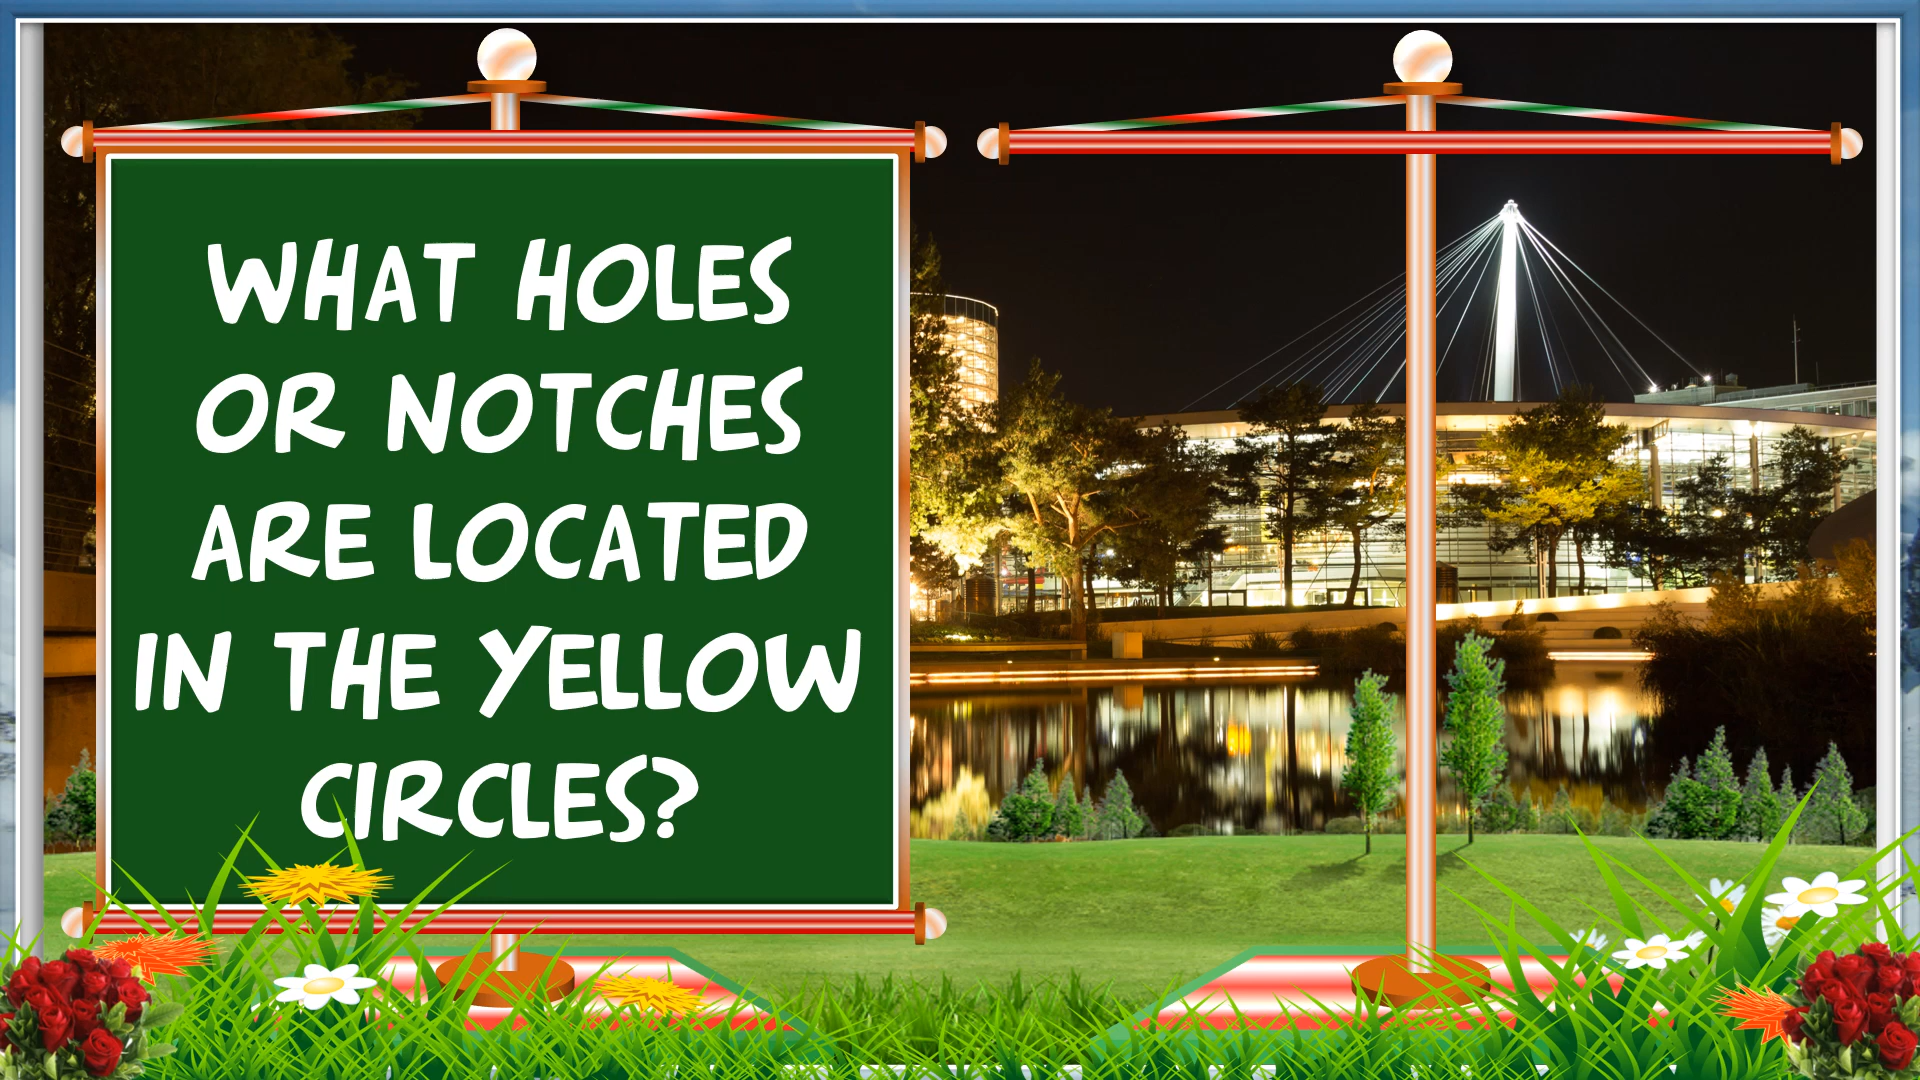 WHAT HOLES
OR NOTCHES
ARE LOCATED
IN THE YELLOW
CIRCLES?